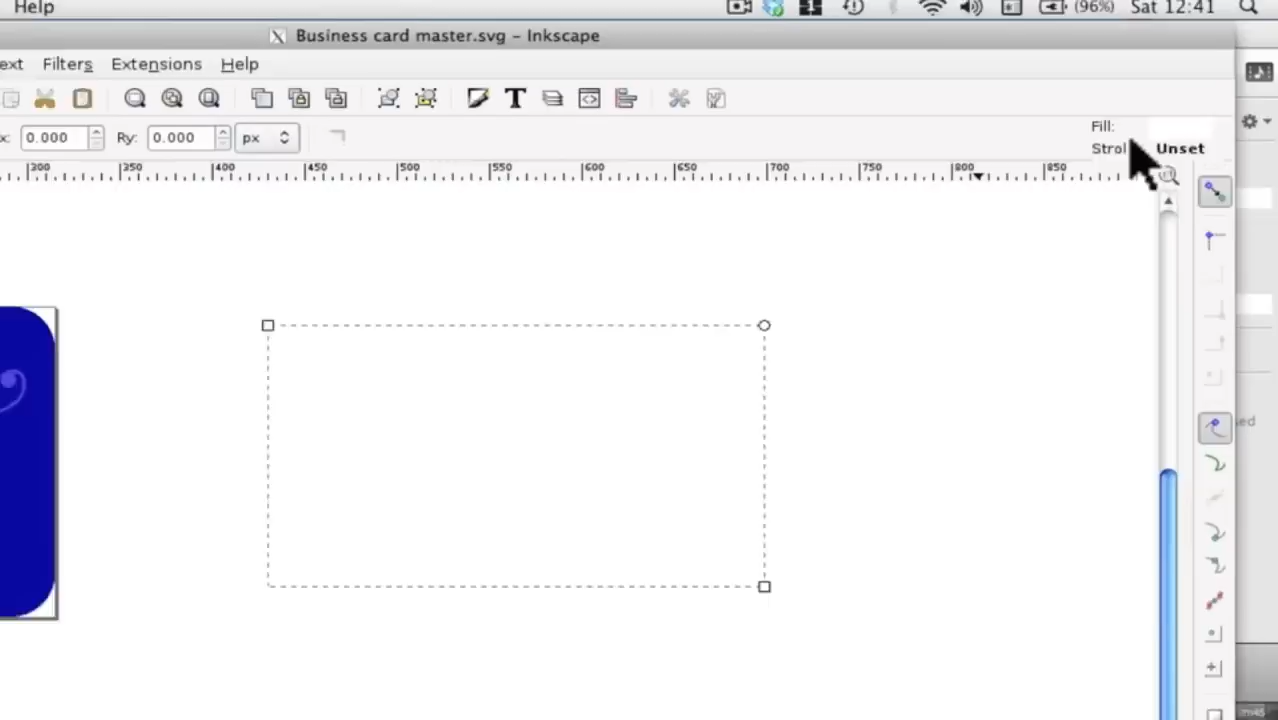 Help
(96%) Sat 12:41
Business card master.svg - Inkscape
ext Filters Extensions Help
x: 0.000 Ry: 0.000 px
Fill:
Strol Unset
300 350 400 450 500 550 600 650 700 750 800 850
sed